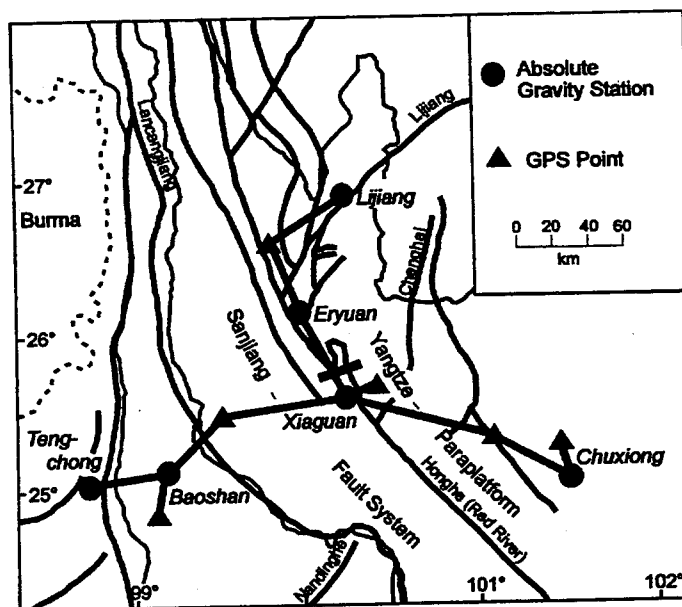 Absolute
Gravity Station
GPS Point
0 20 40 60
km
Lancangjiang
Lijiang
27°
Burma
Lijiang
Changhai
Eryuan
26°
Sanjiang -
Yangtze -
Xiaguan
Teng-
chong
Paraplatform
Chuxiong
25°
Baoshan
Honghe (Red River)
Fault System
Nandinghe
99°
101°
102°